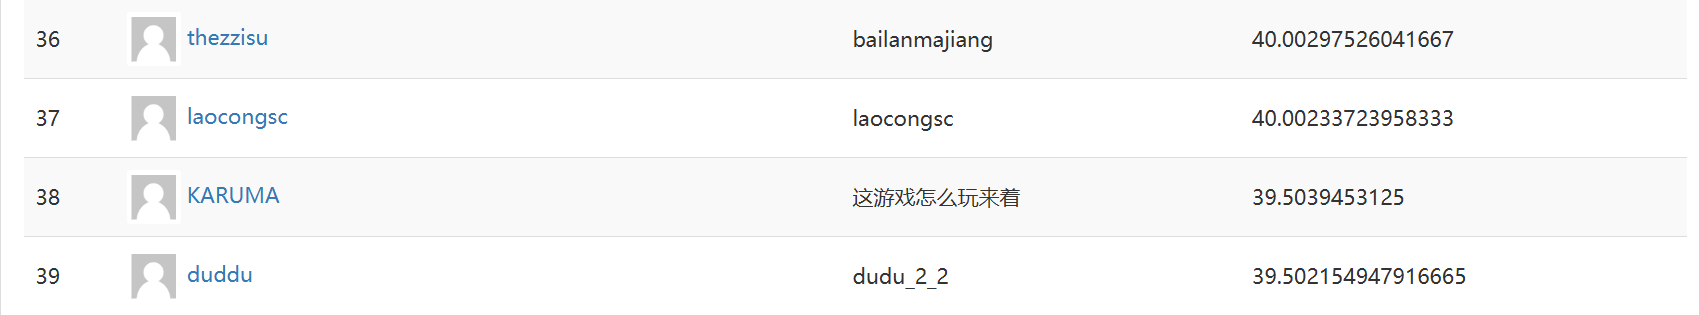 36 thezzisu bailanmajiang 40.00297526041667
37 laocongsc laocongsc 40.00233723958333
38 KARUMA 这游戏怎么玩来着 39.5039453125
39 duddu dudu_2_2 39.502154947916665